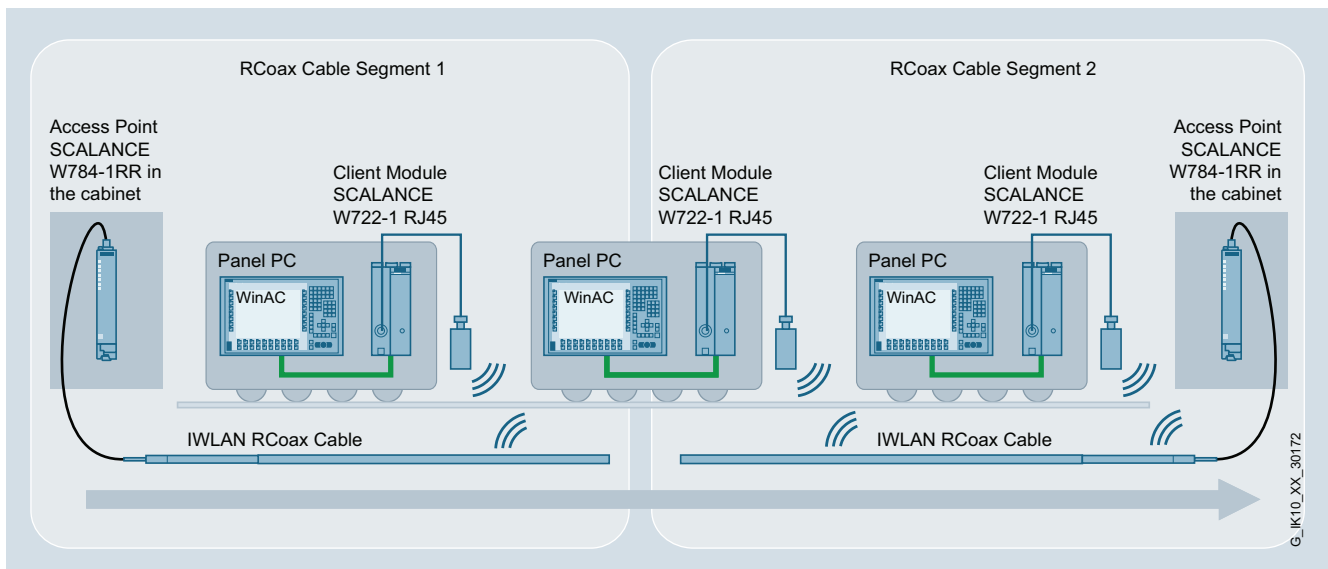 RCoax Cable Segment 1
RCoax Cable Segment 2
Access Point
SCALANCE
W784-1RR in
the cabinet
Client Module
SCALANCE
W722-1 RJ45
Client Module
SCALANCE
W722-1 RJ45
Client Module
SCALANCE
W722-1 RJ45
Access Point
SCALANCE
W784-1RR in
the cabinet
Panel PC
WinAC
Panel PC
WinAC
Panel PC
WinAC
IWLAN RCoax Cable
IWLAN RCoax Cable
G_IK10_XX_30172